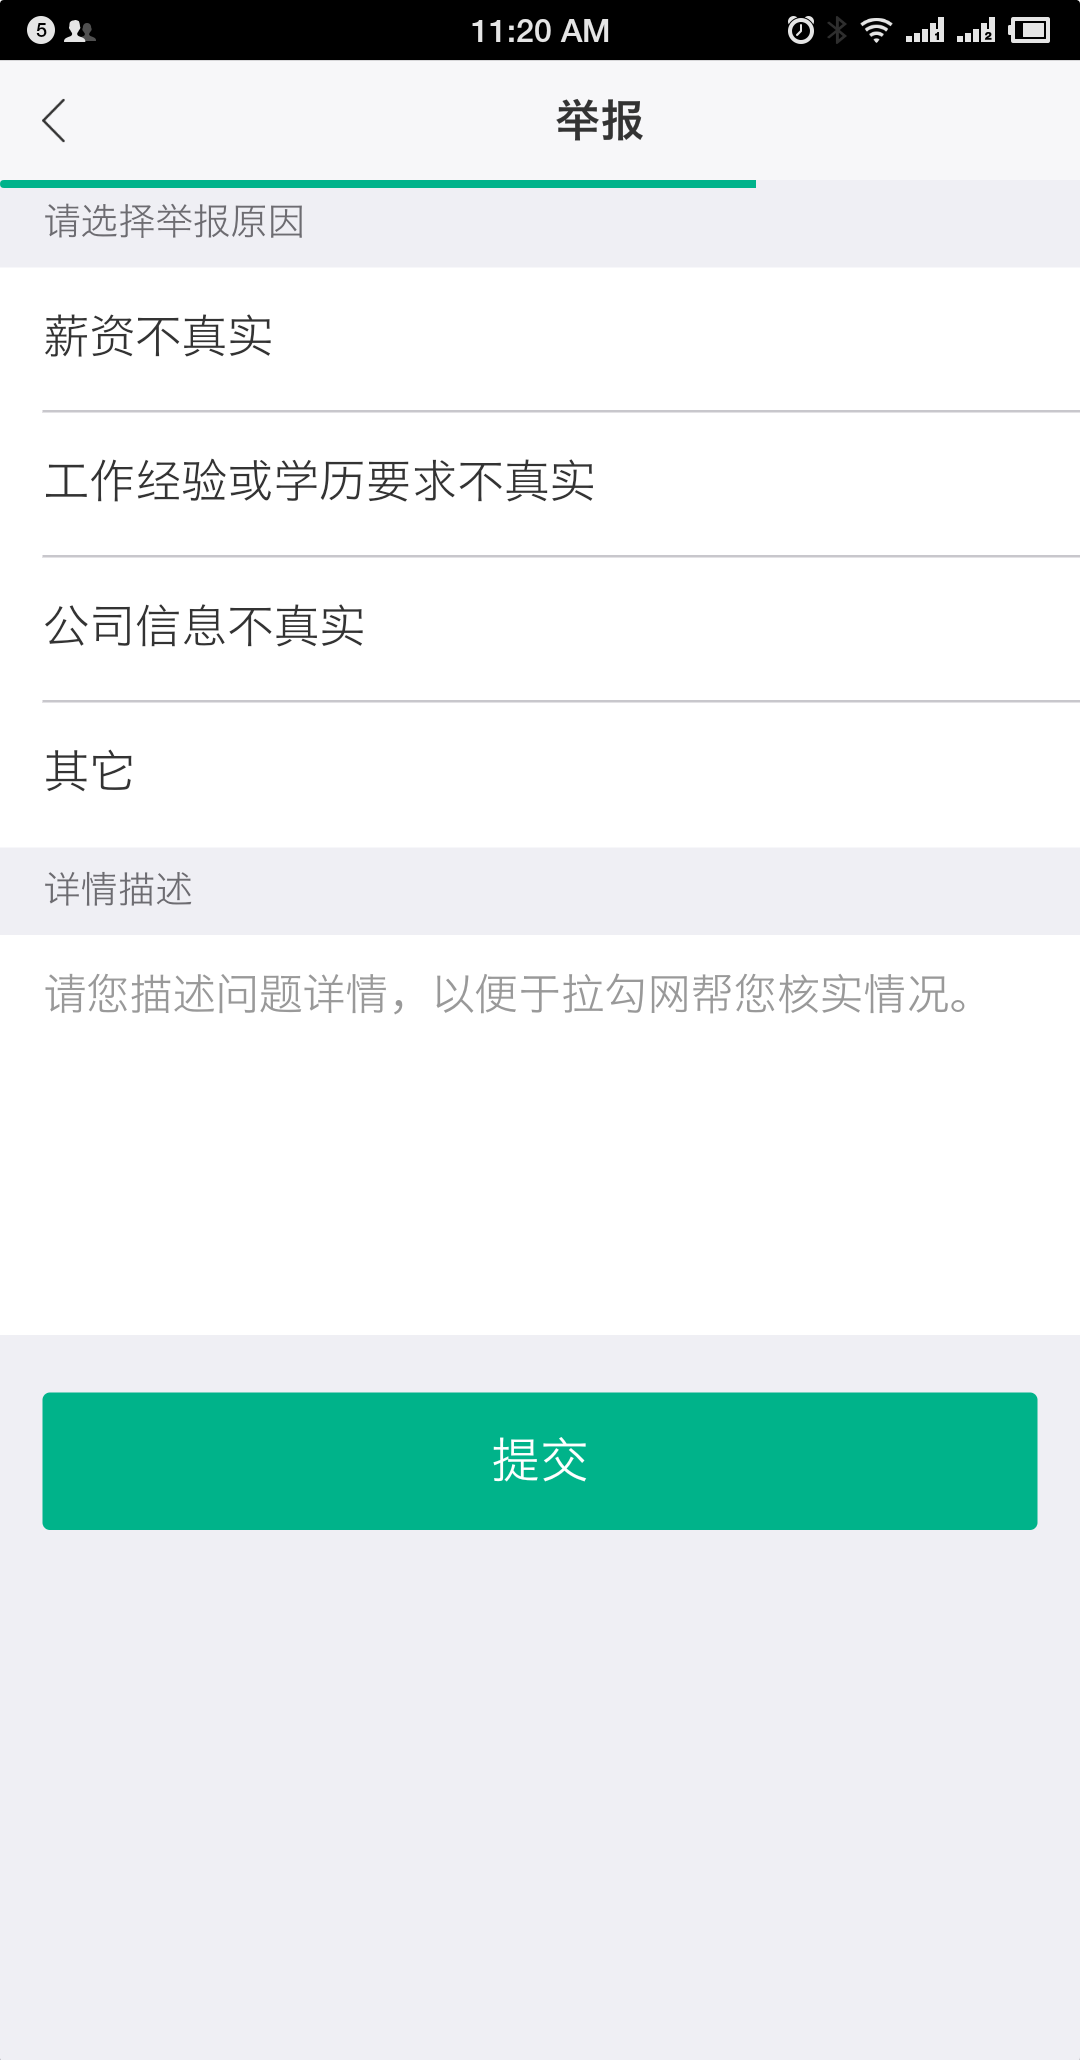 5
11:20 AM
1
2
举报
请选择举报原因
薪资不真实
工作经验或学历要求不真实
公司信息不真实
其它
详情描述
请您描述问题详情，以便于拉勾网帮您核实情况。
提交